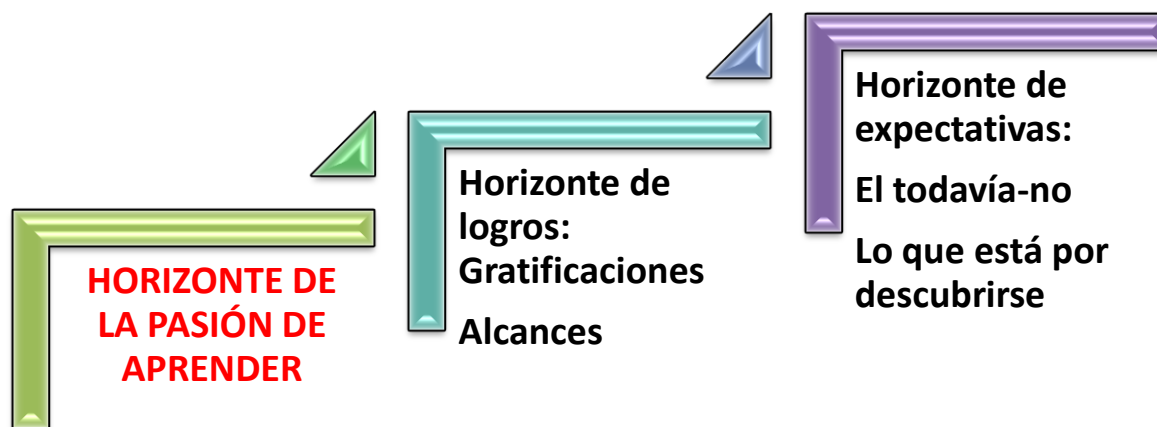 HORIZONTE DE
LA PASIÓN DE
APRENDER
Horizonte de
logros:
Gratificaciones
Alcances
Horizonte de
expectativas:
El todavía-no
Lo que está por
descubrirse